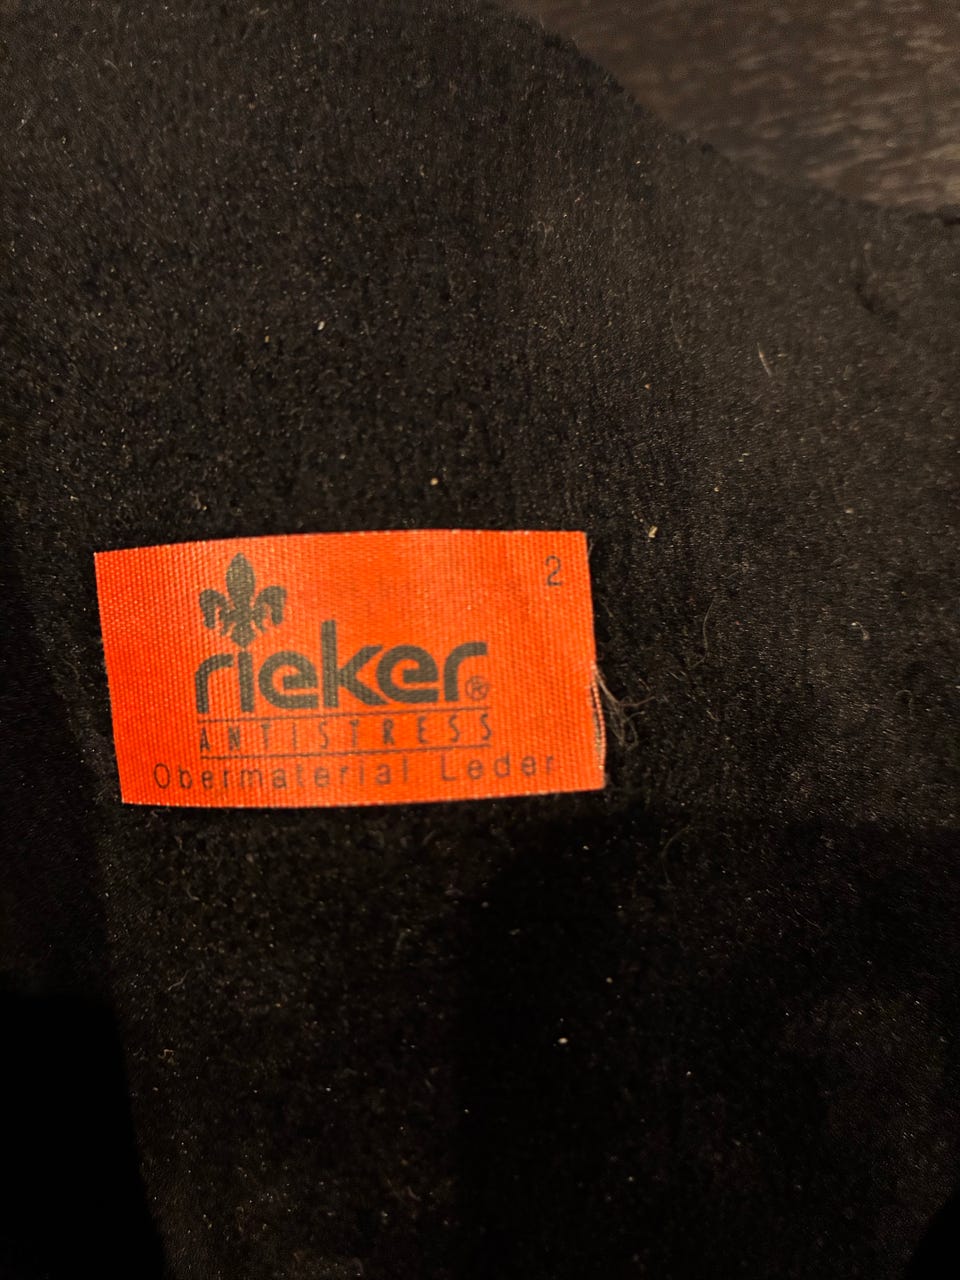 2
rieker®
ANTISTRESS
Obermaterial Leder